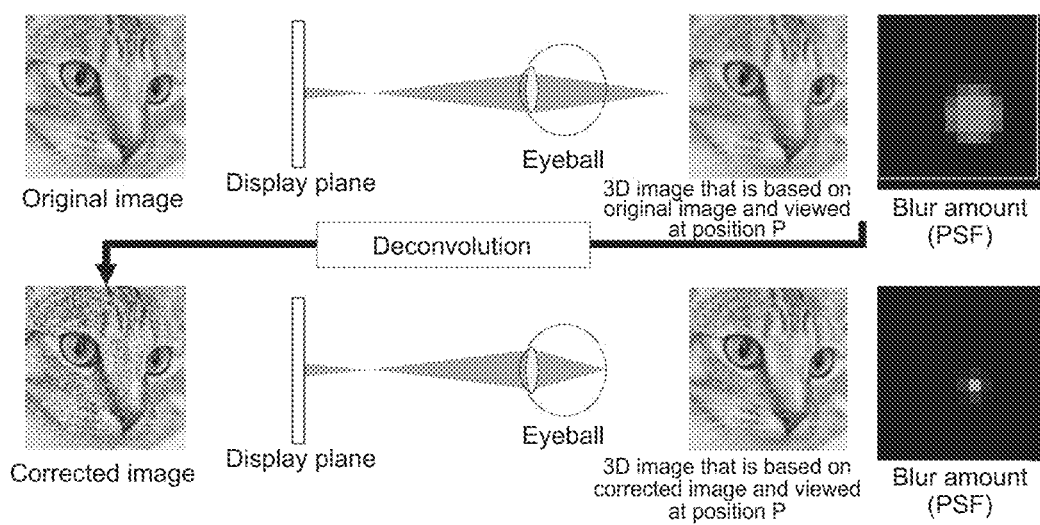 Original image
Display plane
Eyeball
3D image that is based on
original image and viewed
at position P
Blur amount
(PSF)
Deconvolution
Corrected image
Display plane
Eyeball
3D image that is based on
corrected image and viewed
at position P
Blur amount
(PSF)